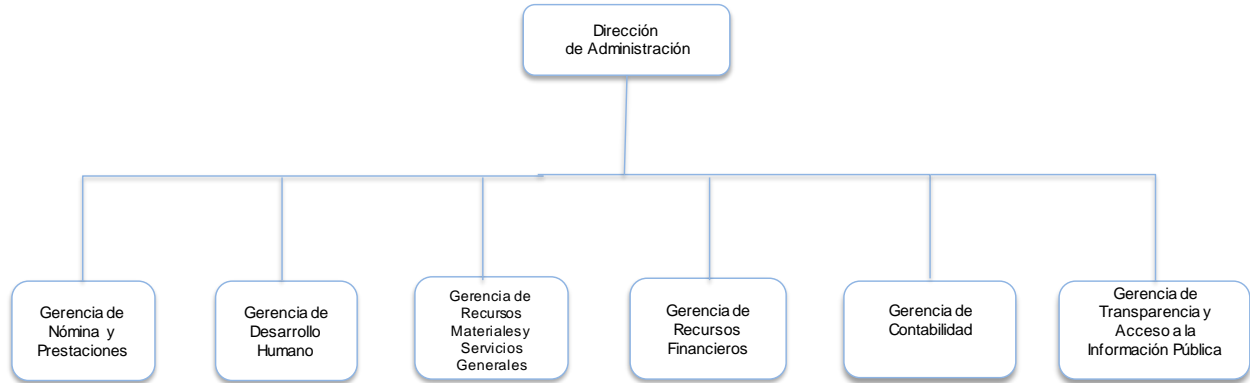 Dirección
de Administración
Gerencia de
Nómina y
Prestaciones
Gerencia de
Desarrollo
Humano
Gerencia de
Recursos
Materiales y
Servicios
Generales
Gerencia de
Recursos
Financieros
Gerencia de
Contabilidad
Gerencia de
Transparencia y
Acceso a la
Información Pública